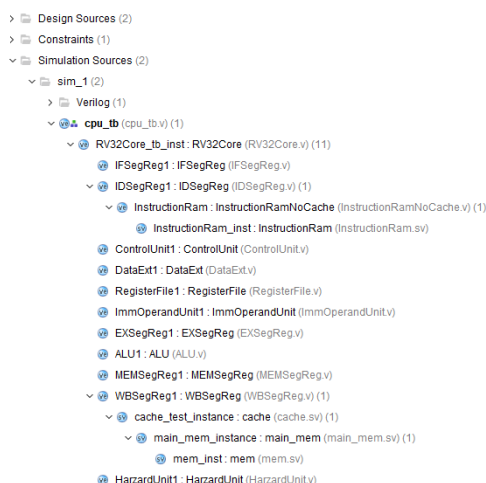 Design Sources (2)
Constraints (1)
Simulation Sources (2)
sim_1 (2)
Verilog (1)
cpu_tb (cpu_tb.v) (1)
RV32Core_tb_inst : RV32Core (RV32Core.v) (11)
IFSegReg1 : IFSegReg (IFSegReg.v)
IDSegReg1 : IDSegReg (IDSegReg.v) (1)
InstructionRam : InstructionRamNoCache (InstructionRamNoCache.v) (1)
InstructionRam_inst : InstructionRam (InstructionRam.sv)
ControlUnit1 : ControlUnit (ControlUnit.v)
DataExt1 : DataExt (DataExt.v)
RegisterFile1 : RegisterFile (RegisterFile.v)
ImmOperandUnit1 : ImmOperandUnit (ImmOperandUnit.v)
EXSegReg1 : EXSegReg (EXSegReg.v)
ALU1 : ALU (ALU.v)
MEMSegReg1 : MEMSegReg (MEMSegReg.v)
WBSegReg1 : WBSegReg (WBSegReg.v) (1)
cache_test_instance : cache (cache.sv) (1)
main_mem_instance : main_mem (main_mem.sv) (1)
mem_inst : mem (mem.sv)
HarzardUnit1 : HarzardUnit (HarzardUnit.v)